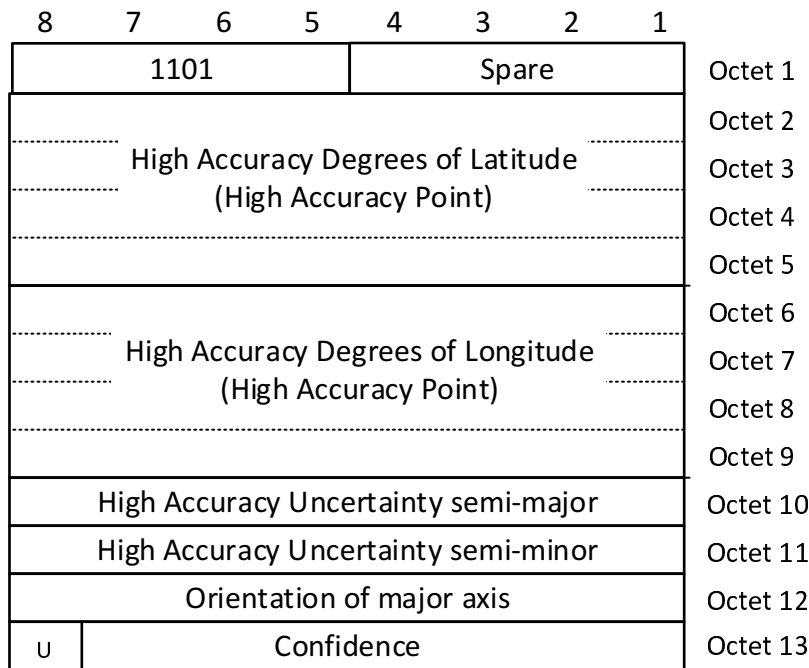 8 7 6 5 4 3 2 1
1101 Spare Octet 1
Octet 2
High Accuracy Degrees of Latitude
Octet 3
(High Accuracy Point)
Octet 4
Octet 5
Octet 6
High Accuracy Degrees of Longitude
Octet 7
(High Accuracy Point)
Octet 8
Octet 9
High Accuracy Uncertainty semi-major Octet 10
High Accuracy Uncertainty semi-minor Octet 11
Orientation of major axis Octet 12
U Confidence Octet 13